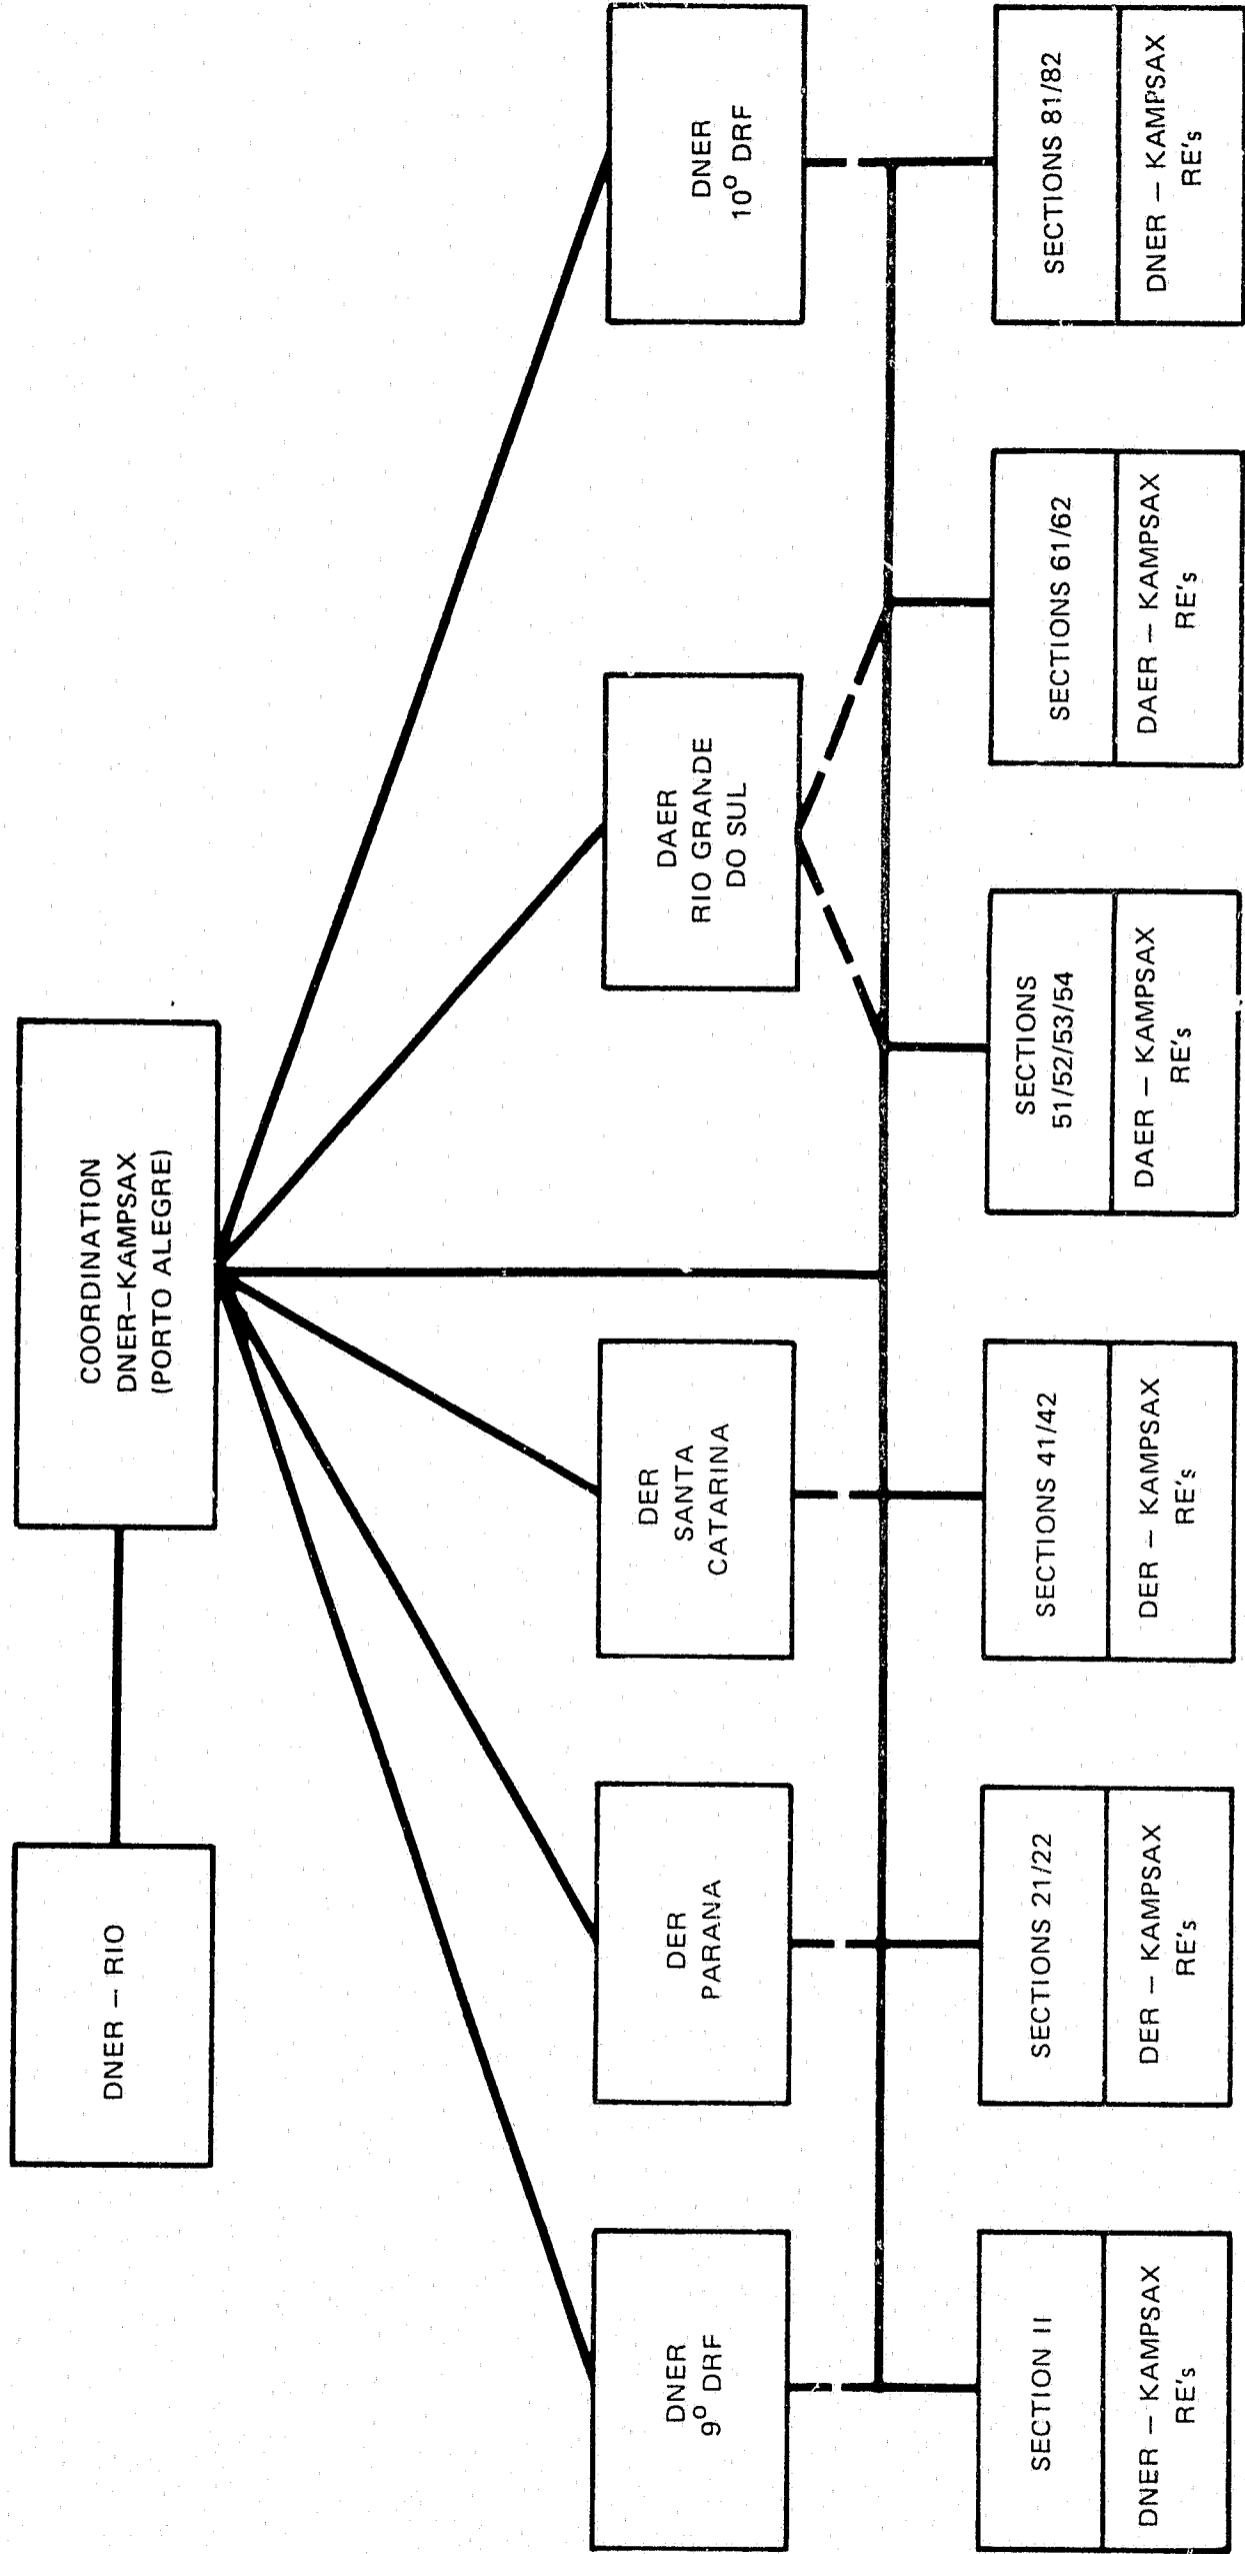 DNER – RIO
COORDINATION
DNER–KAMPSAX
(PORTO ALEGRE)
DNER
9º DRF
DER
PARANA
DER
SANTA
CATARINA
DAER
RIO GRANDE
DO SUL
DNER
10º DRF
SECTION II
DNER – KAMPSAX
RE's
SECTIONS 21/22
DER – KAMPSAX
RE's
SECTIONS 41/42
DER – KAMPSAX
RE's
SECTIONS
51/52/53/54
DAER – KAMPSAX
RE's
SECTIONS 61/62
DAER – KAMPSAX
RE's
SECTIONS 81/82
DNER – KAMPSAX
RE's